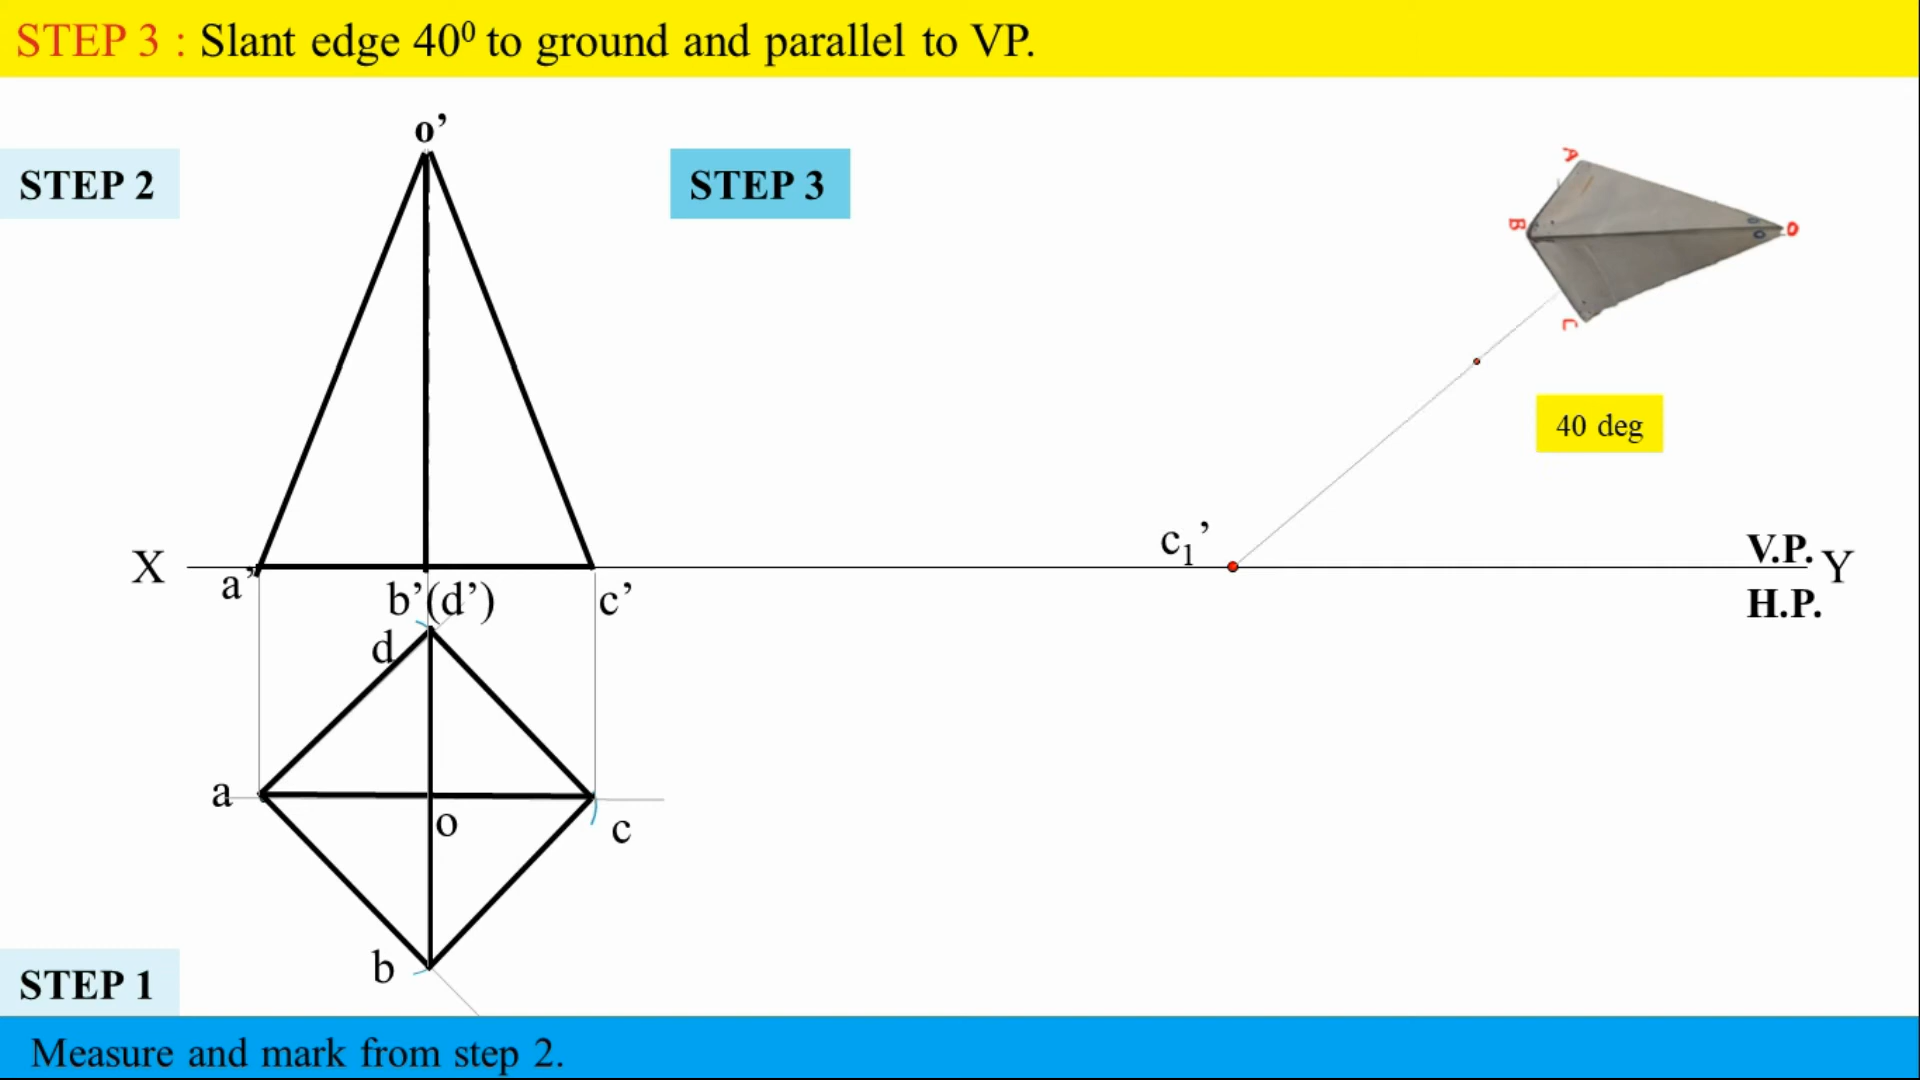 STEP 3 : Slant edge 40⁰ to ground and parallel to VP.
o’
STEP 2
STEP 3
A
B
O
C
40 deg
c₁’
V.P.
X
Y
a’
b’(d’)
c’
H.P.
d
a
o
c
b
STEP 1
Measure and mark from step 2.